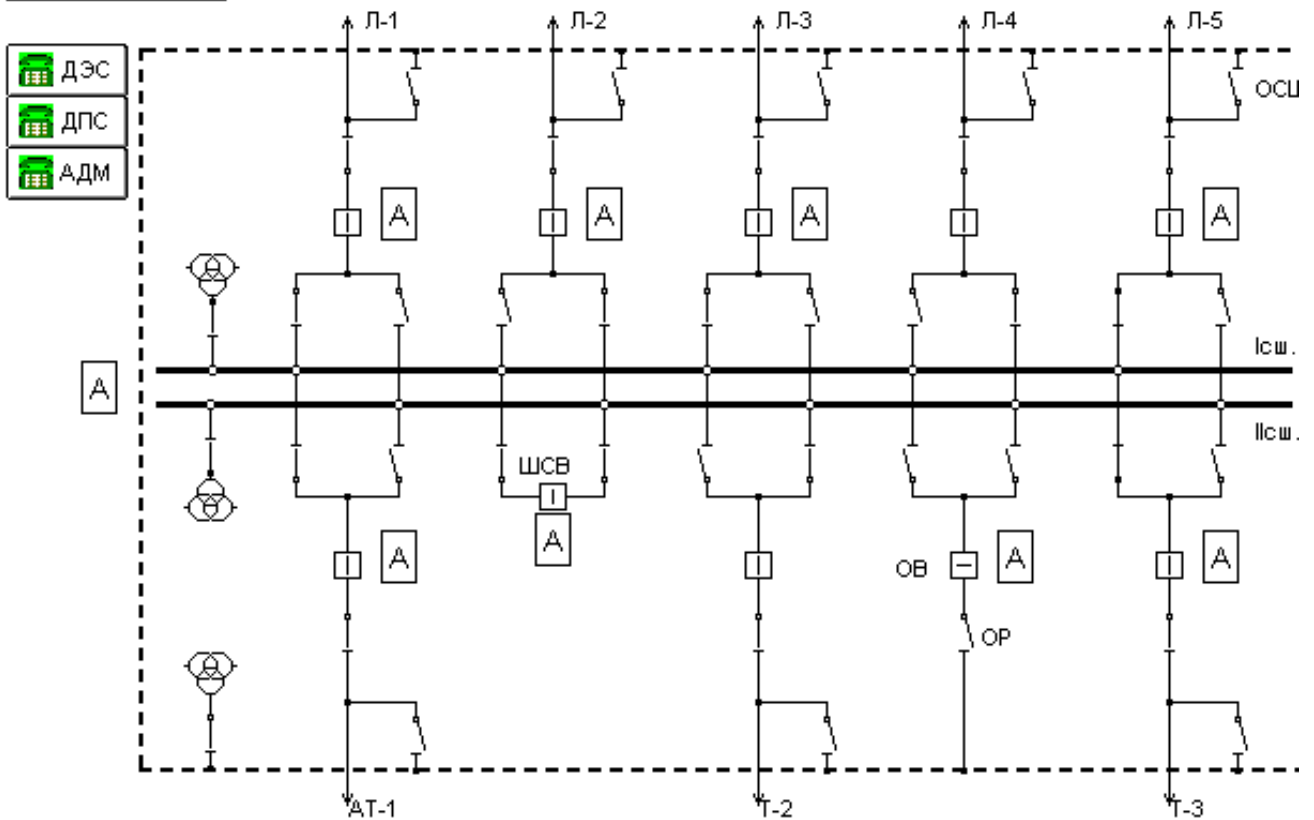 Л-1 Л-2 Л-3 Л-4 Л-5
ДЭС
ОСШ
ДПС
АДМ
А А А А
Iсш.
А
IIсш.
ШСВ
А
А ОВ А А
ОР
АТ-1 Т-2 Т-3